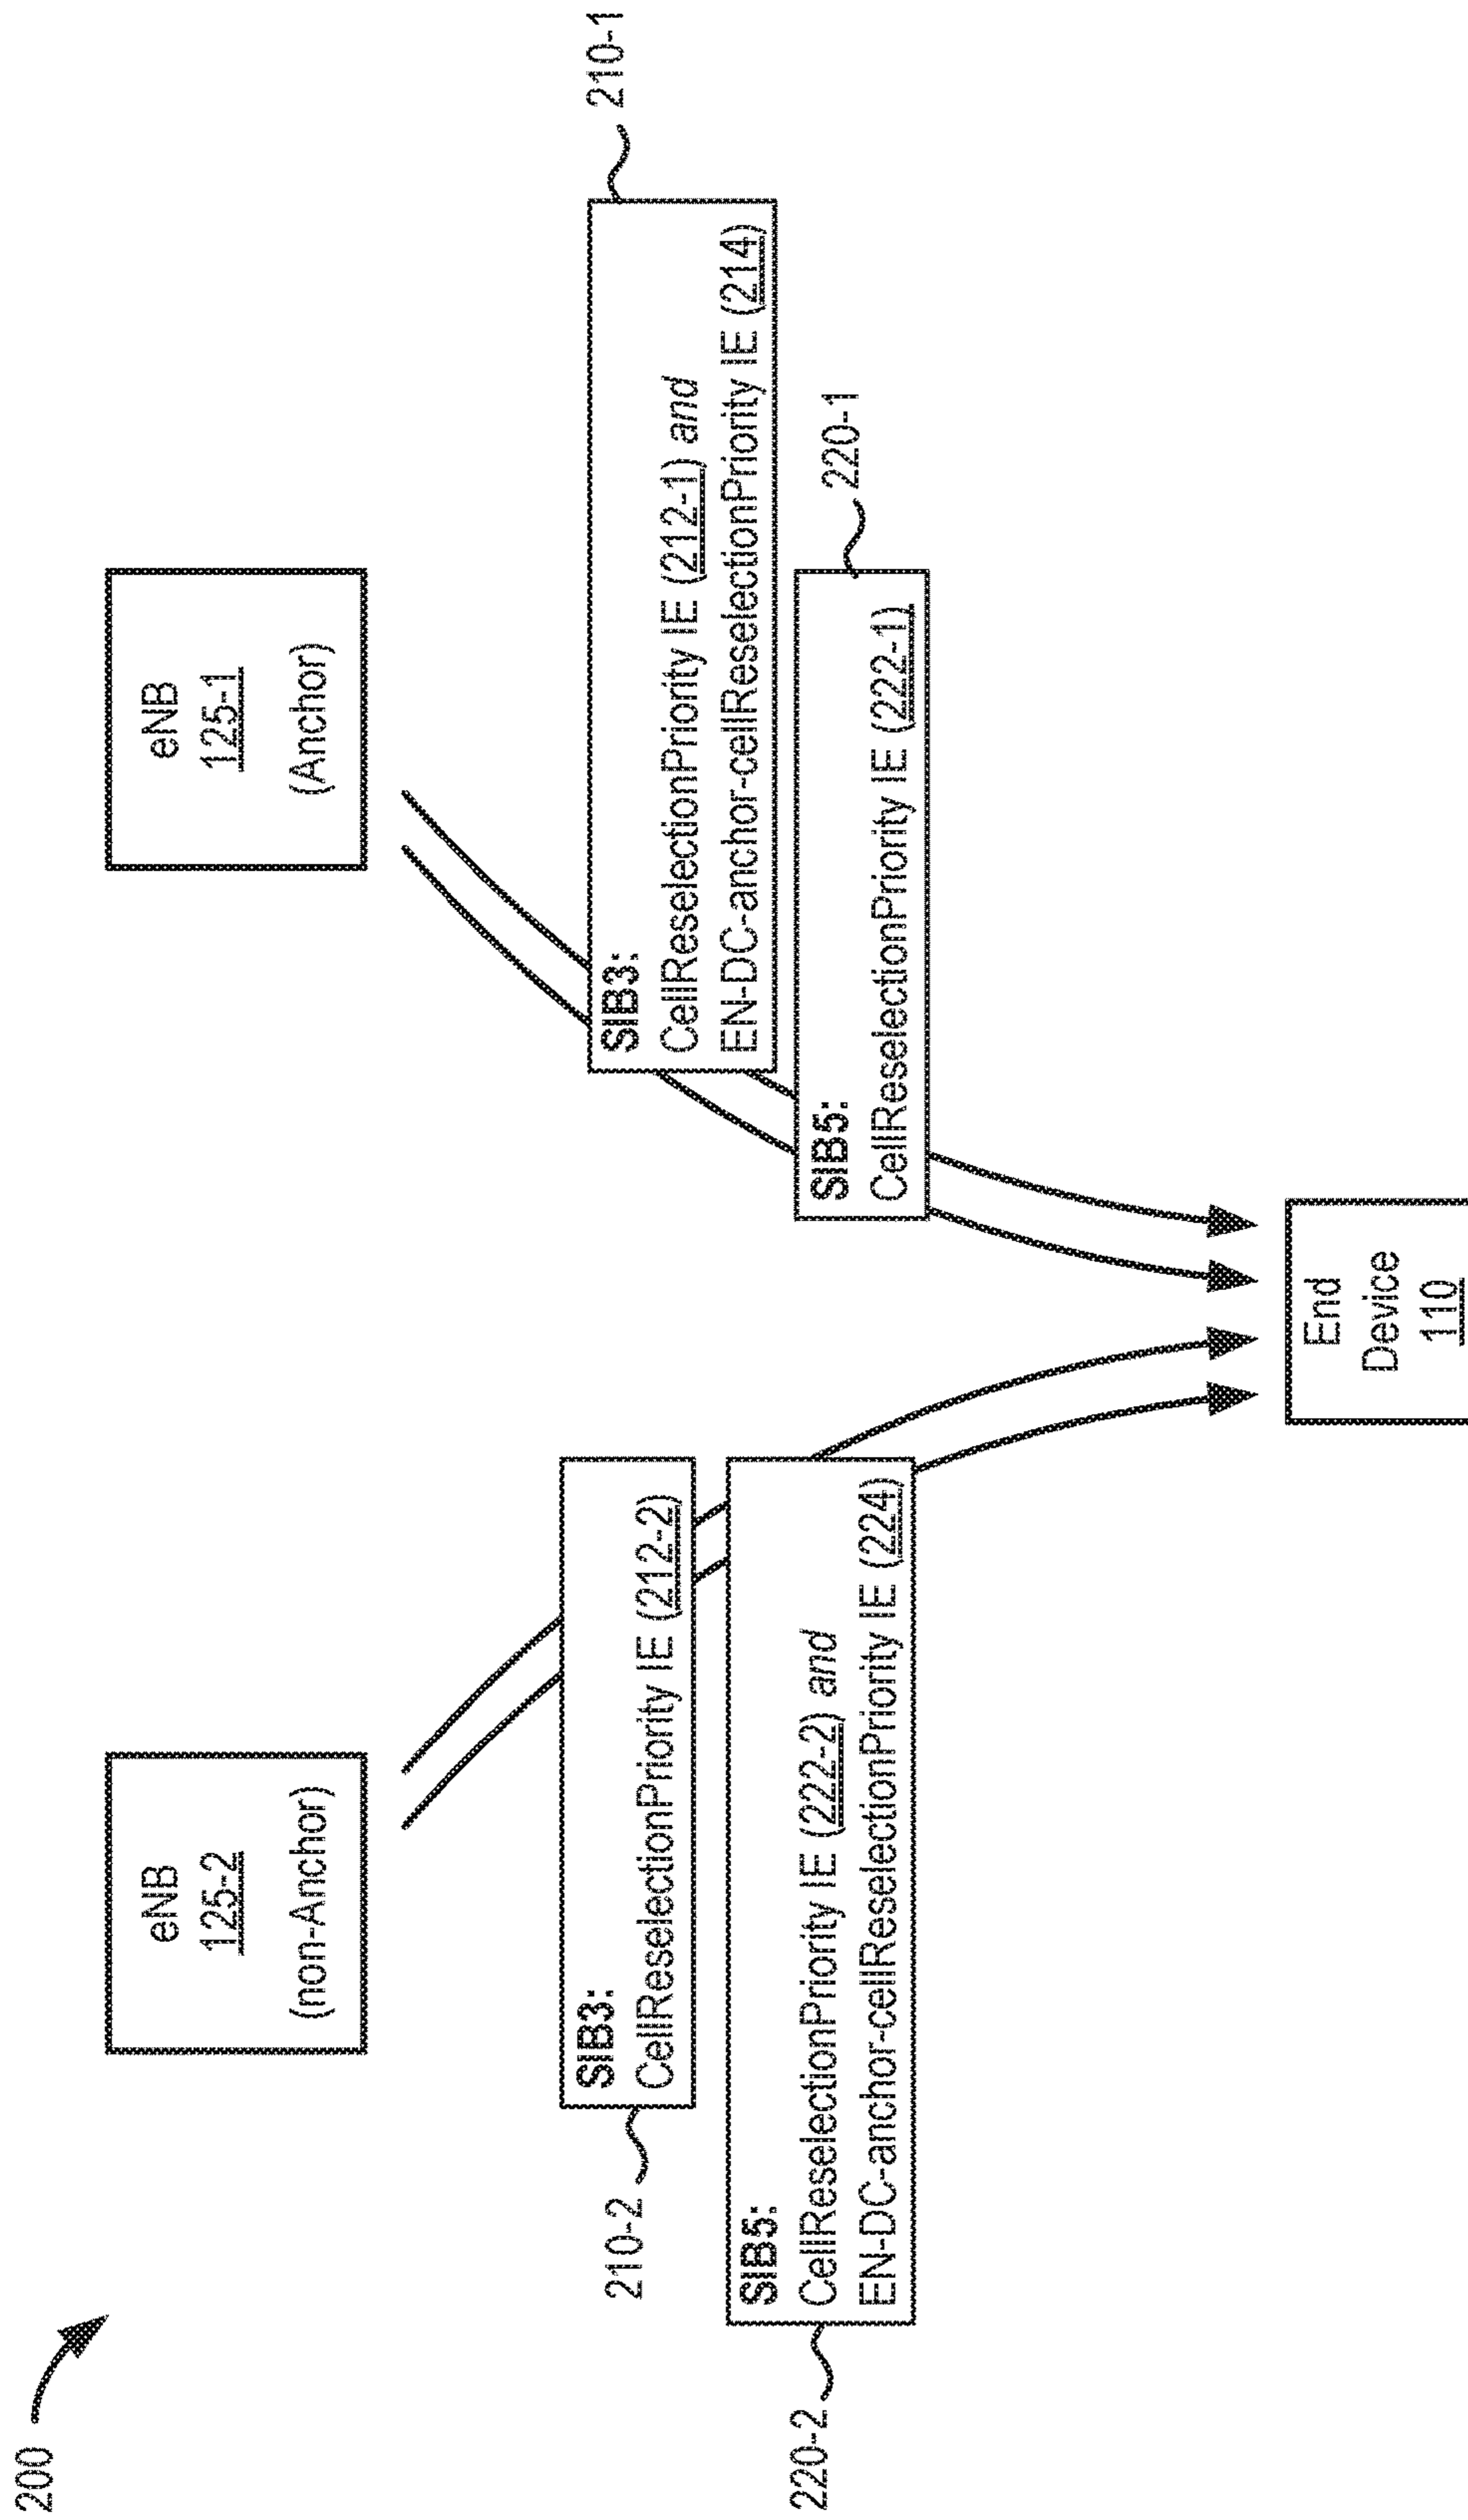 200
eNB
125-2
(non-Anchor)
eNB
125-1
(Anchor)
210-2
SIB3:
CellReselectionPriority IE (212-2)
220-2
SIB5:
CellReselectionPriority IE (222-2) and
EN-DC-anchor-cellReselectionPriority IE (224)
210-1
SIB3:
CellReselectionPriority IE (212-1) and
EN-DC-anchor-cellReselectionPriority IE (214)
220-1
SIB5:
CellReselectionPriority IE (222-1)
End
Device
110